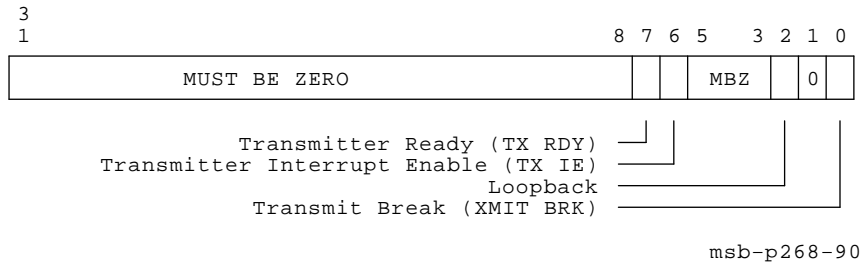 3
1 8 7 6 5 3 2 1 0
MUST BE ZERO MBZ 0
Transmitter Ready (TX RDY)
Transmitter Interrupt Enable (TX IE)
Loopback
Transmit Break (XMIT BRK)
msb-p268-90